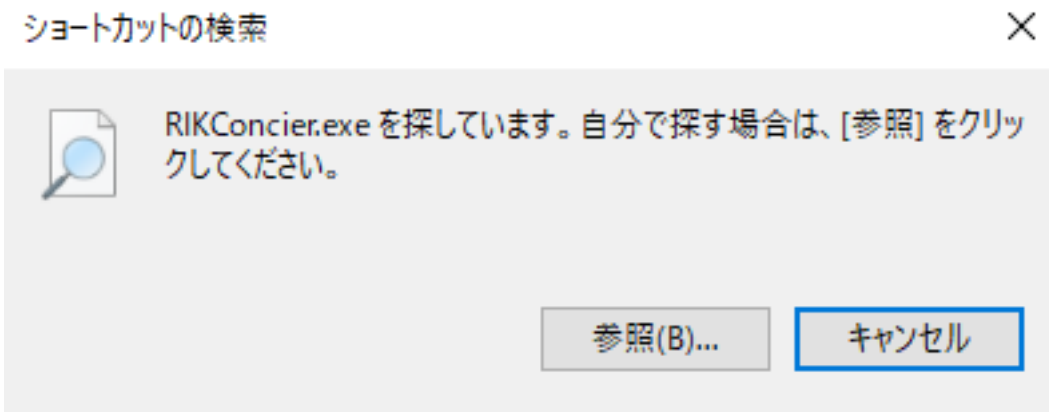 ショートカットの検索
RIKConcier.exe を探しています。自分で探す場合は、[参照] をクリッ
クしてください。
参照(B)...
キャンセル